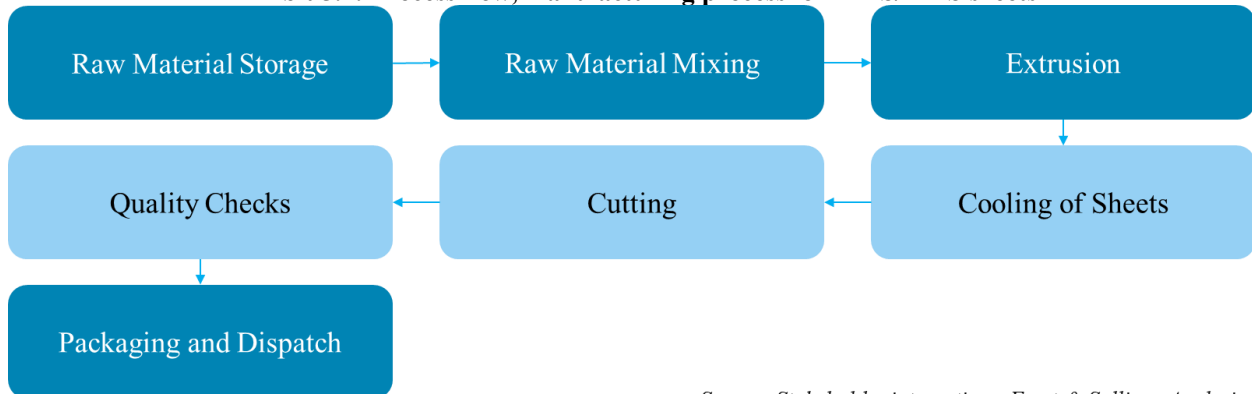 Raw Material Storage
Raw Material Mixing
Extrusion
Cooling of Sheets
Cutting
Quality Checks
Packaging and Dispatch